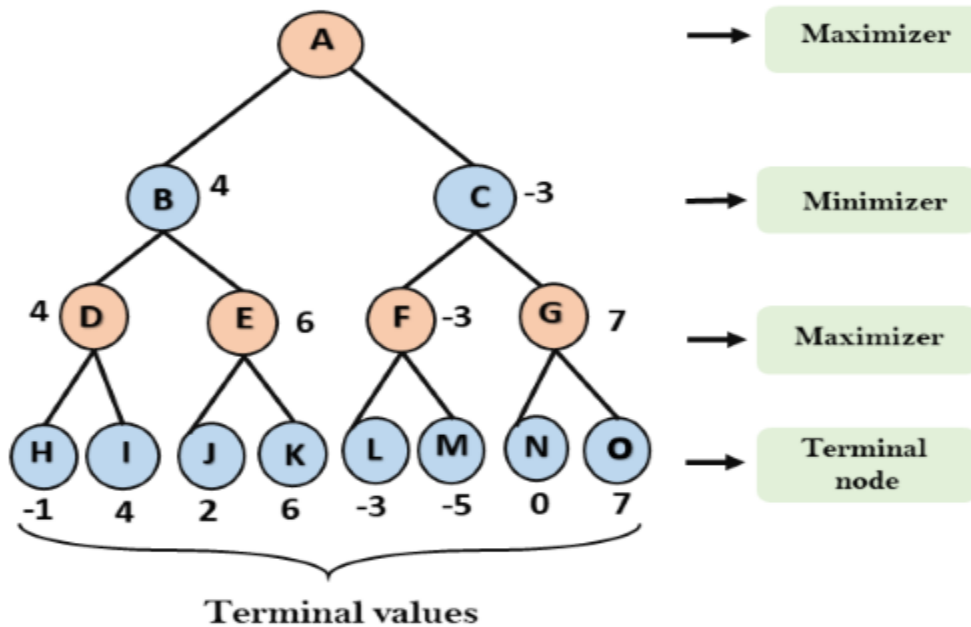 A
Maximizer
B
4
C
-3
Minimizer
4
D
E
6
F
-3
G
7
Maximizer
H
I
J
K
L
M
N
O
Terminal
node
-1
4
2
6
-3
-5
0
7
Terminal values